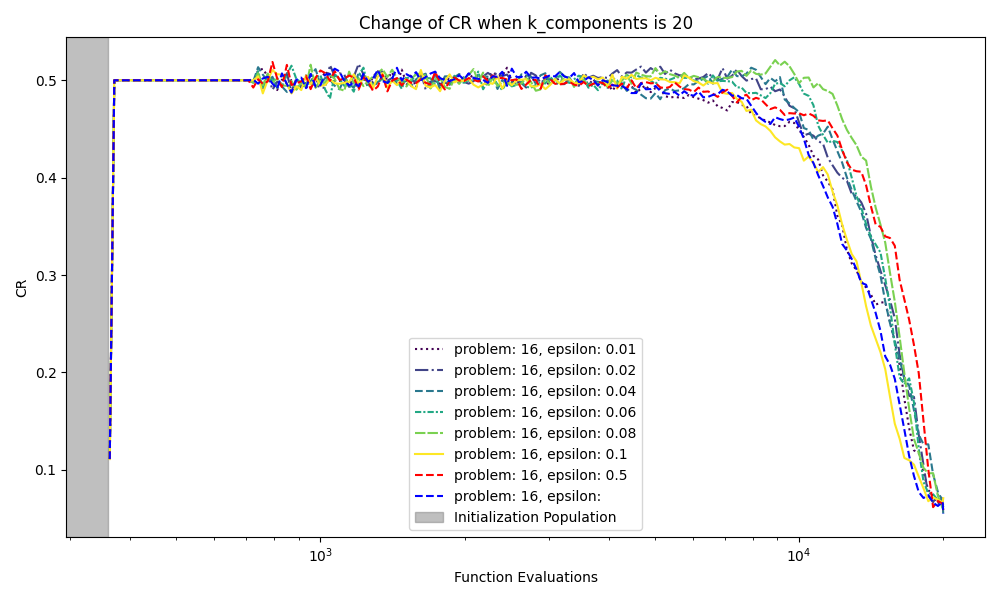 Change of CR when k_components is 20
CR
0.5
0.4
0.3
0.2
0.1
problem: 16, epsilon: 0.01
problem: 16, epsilon: 0.02
problem: 16, epsilon: 0.04
problem: 16, epsilon: 0.06
problem: 16, epsilon: 0.08
problem: 16, epsilon: 0.1
problem: 16, epsilon: 0.5
problem: 16, epsilon:
Initialization Population
10³ 10⁴
Function Evaluations